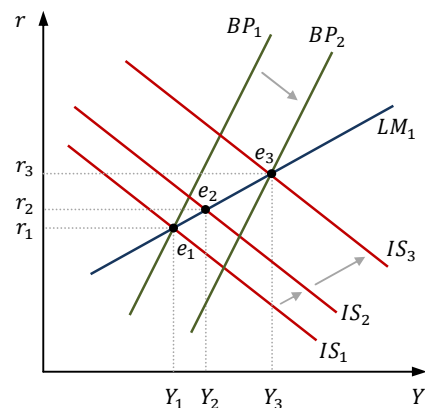 r
BP₁
BP₂
LM₁
r₃
e₃
e₂
r₂
r₁
e₁
IS₃
IS₂
IS₁
Y₁
Y₂
Y₃
Y